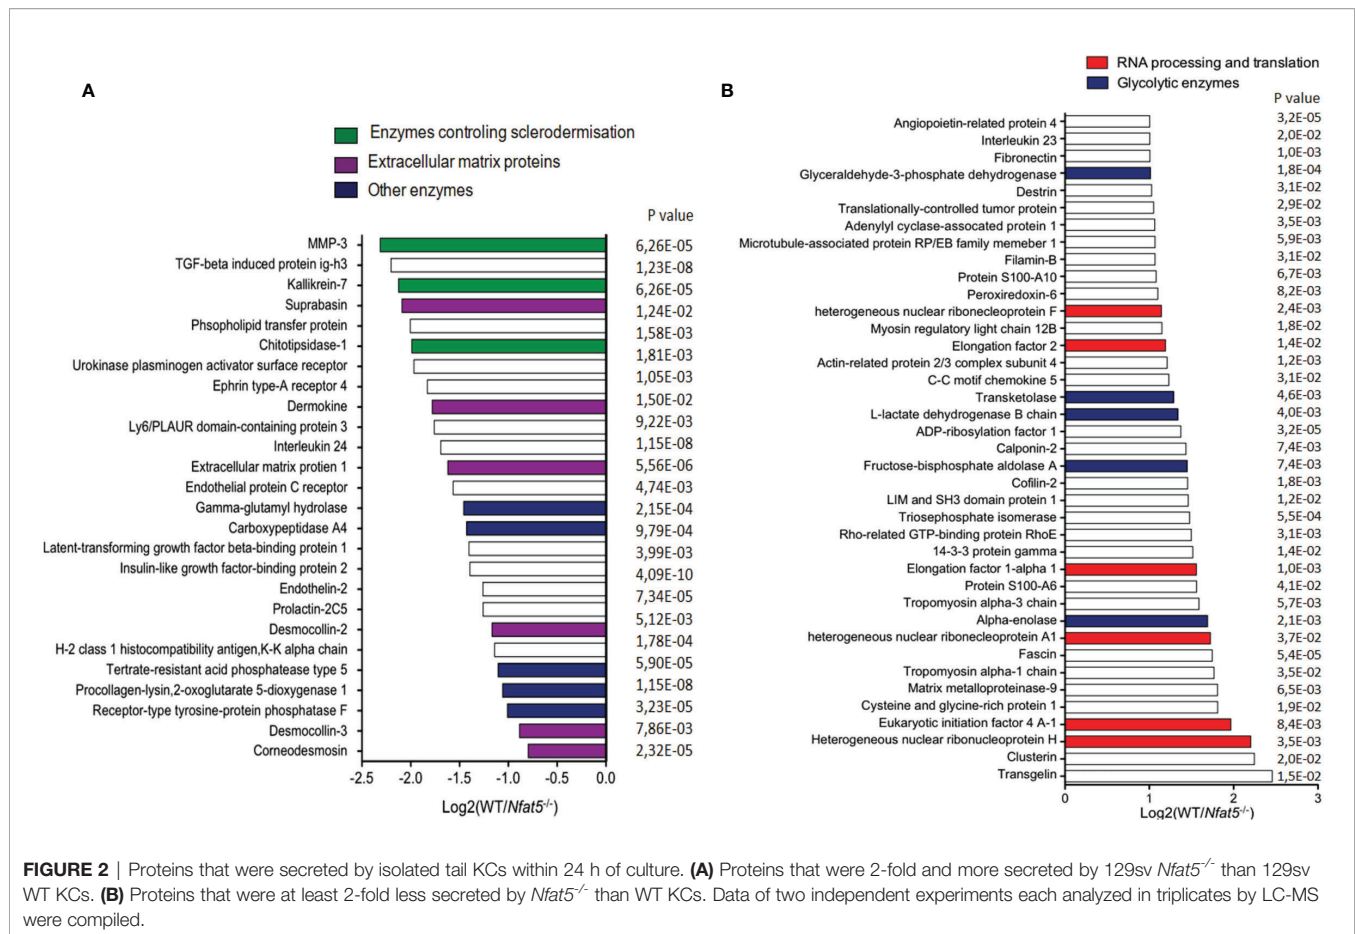 A
Enzymes controling sclerodermisation
Extracellular matrix proteins
Other enzymes
P value
MMP-3 6,26E-05
TGF-beta induced protein ig-h3 1,23E-08
Kallikrein-7 6,26E-05
Suprabasin 1,24E-02
Phsopholipid transfer protein 1,58E-03
Chitotipsidase-1 1,81E-03
Urokinase plasminogen activator surface receptor 1,05E-03
Ephrin type-A receptor 4 1,50E-02
Dermokine 9,22E-03
Ly6/PLAUR domain-containing protein 3 1,15E-08
Interleukin 24 5,56E-06
Extracellular matrix protien 1 4,74E-03
Endothelial protein C receptor 2,15E-04
Gamma-glutamyl hydrolase 9,79E-04
Carboxypeptidase A4 3,99E-03
Latent-transforming growth factor beta-binding protein 1 4,09E-10
Insulin-like growth factor-binding protein 2 7,34E-05
Endothelin-2 5,12E-03
Prolactin-2C5 1,78E-04
Desmocollin-2 5,90E-05
H-2 class 1 histocompatibility antigen,K-K alpha chain 1,15E-08
Tertrate-resistant acid phosphatease type 5 3,23E-05
Procollagen-lysin,2-oxoglutarate 5-dioxygenase 1 7,86E-03
Receptor-type tyrosine-protein phosphatase F 2,32E-05
Desmocollin-3
Corneodesmosin
-2.5 -2.0 -1.5 -1.0 -0.5 0.0
Log2(WT/Nfat5-/-)
B
RNA processing and translation
Glycolytic enzymes
P value
Angiopoietin-related protein 4 3,2E-05
Interleukin 23 2,0E-02
Fibronectin 1,0E-03
Glyceraldehyde-3-phosphate dehydrogenase 1,8E-04
Destrin 3,1E-02
Translationally-controlled tumor protein 2,9E-02
Adenylyl cyclase-assocated protein 1 3,5E-03
Microtubule-associated protein RP/EB family memeber 1 5,9E-03
Filamin-B 3,1E-02
Protein S100-A10 6,7E-03
Peroxiredoxin-6 8,2E-03
heterogeneous nuclear ribonecleoprotein F 2,4E-03
Myosin regulatory light chain 12B 1,8E-02
Elongation factor 2 1,4E-02
Actin-related protein 2/3 complex subunit 4 1,2E-03
C-C motif chemokine 5 3,1E-02
Transketolase 4,6E-03
L-lactate dehydrogenase B chain 4,0E-03
ADP-ribosylation factor 1 3,2E-05
Calponin-2 7,4E-03
Fructose-bisphosphate aldolase A 7,4E-03
Cofilin-2 1,8E-03
LIM and SH3 domain protein 1 1,2E-02
Triosephosphate isomerase 5,5E-04
Rho-related GTP-binding protein RhoE 3,1E-03
14-3-3 protein gamma 1,4E-02
Elongation factor 1-alpha 1 1,0E-03
Protein S100-A6 4,1E-02
Tropomyosin alpha-3 chain 5,7E-03
Alpha-enolase 2,1E-03
heterogeneous nuclear ribonecleoprotein A1 3,7E-02
Fascin 5,4E-05
Tropomyosin alpha-1 chain 3,5E-02
Matrix metalloproteinase-9 6,5E-03
Cysteine and glycine-rich protein 1 1,9E-02
Eukaryotic initiation factor 4 A-1 8,4E-03
Heterogeneous nuclear ribonucleoprotein H 3,5E-03
Clusterin 2,0E-02
Transgelin 1,5E-02
0 1 2 3
Log2(WT/Nfat5-/-)
FIGURE 2 | Proteins that were secreted by isolated tail KCs within 24 h of culture. (A) Proteins that were 2-fold and more secreted by 129sv Nfat5-/- than 129sv
WT KCs. (B) Proteins that were at least 2-fold less secreted by Nfat5-/- than WT KCs. Data of two independent experiments each analyzed in triplicates by LC-MS
were compiled.